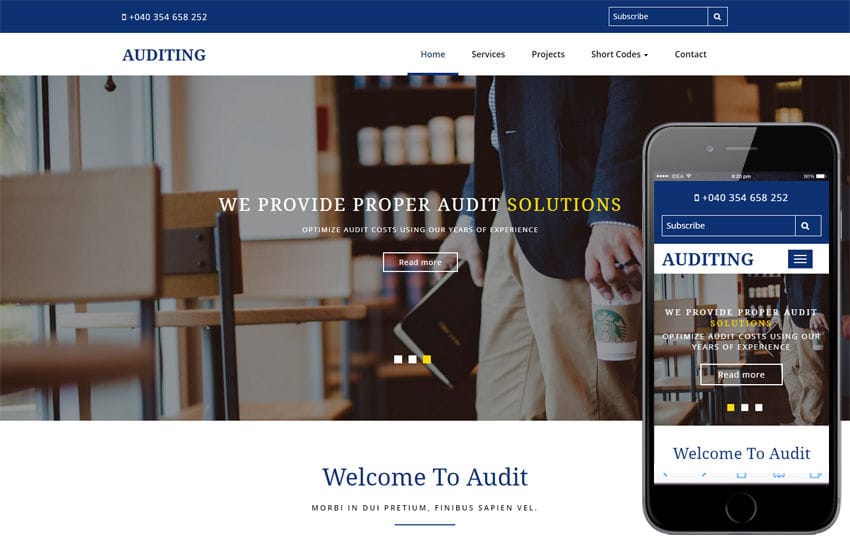 +040 354 658 252
Subscribe
AUDITING
Home Services Projects Short Codes Contact
WE PROVIDE PROPER AUDIT SOLUTIONS
OPTIMIZE AUDIT COSTS USING OUR YEARS OF EXPERIENCE
Read more
Welcome To Audit
MORBI IN DUI PRETIUM, FINIBUS SAPIEN VEL.
IDEA 9:20 pm 90%
+040 354 658 252
Subscribe
AUDITING
WE PROVIDE PROPER AUDIT
SOLUTIONS
OPTIMIZE AUDIT COSTS USING OUR
YEARS OF EXPERIENCE
Read more
Welcome To Audit